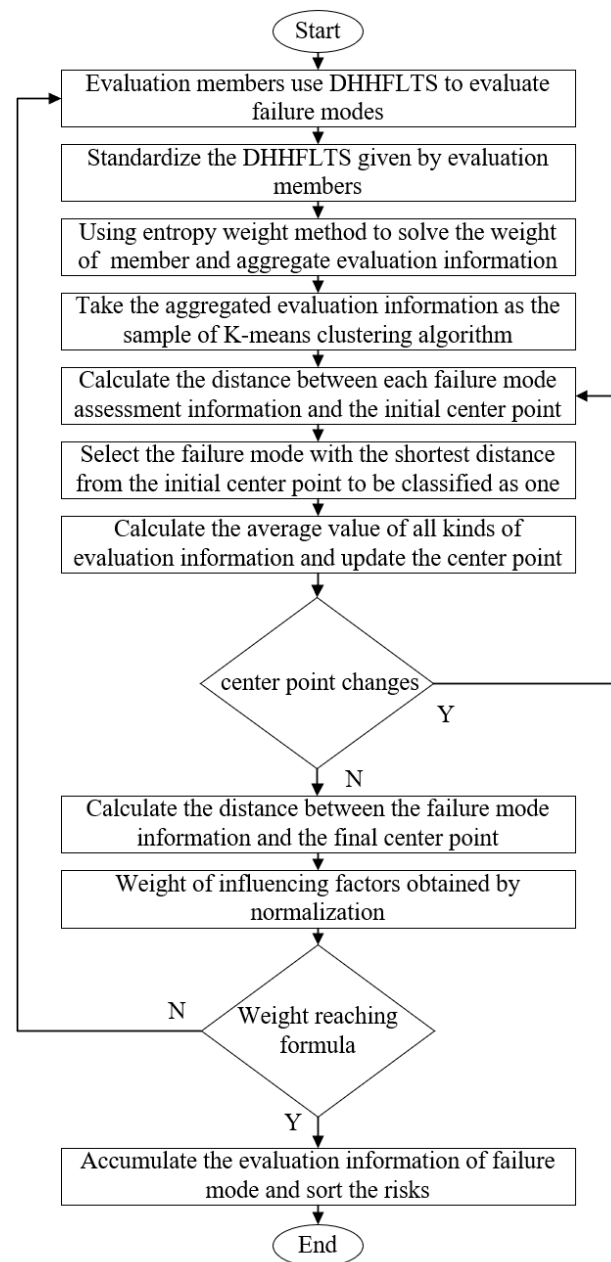 Start
Evaluation members use DHHFLTS to evaluate
failure modes
Standardize the DHHFLTS given by evaluation
members
Using entropy weight method to solve the weight
of member and aggregate evaluation information
Take the aggregated evaluation information as the
sample of K-means clustering algorithm
Calculate the distance between each failure mode
assessment information and the initial center point
Select the failure mode with the shortest distance
from the initial center point to be classified as one
Calculate the average value of all kinds of
evaluation information and update the center point
center point changes
Y
N
Calculate the distance between the failure mode
information and the final center point
Weight of influencing factors obtained by
normalization
N
Weight reaching
formula
Y
Accumulate the evaluation information of failure
mode and sort the risks
End